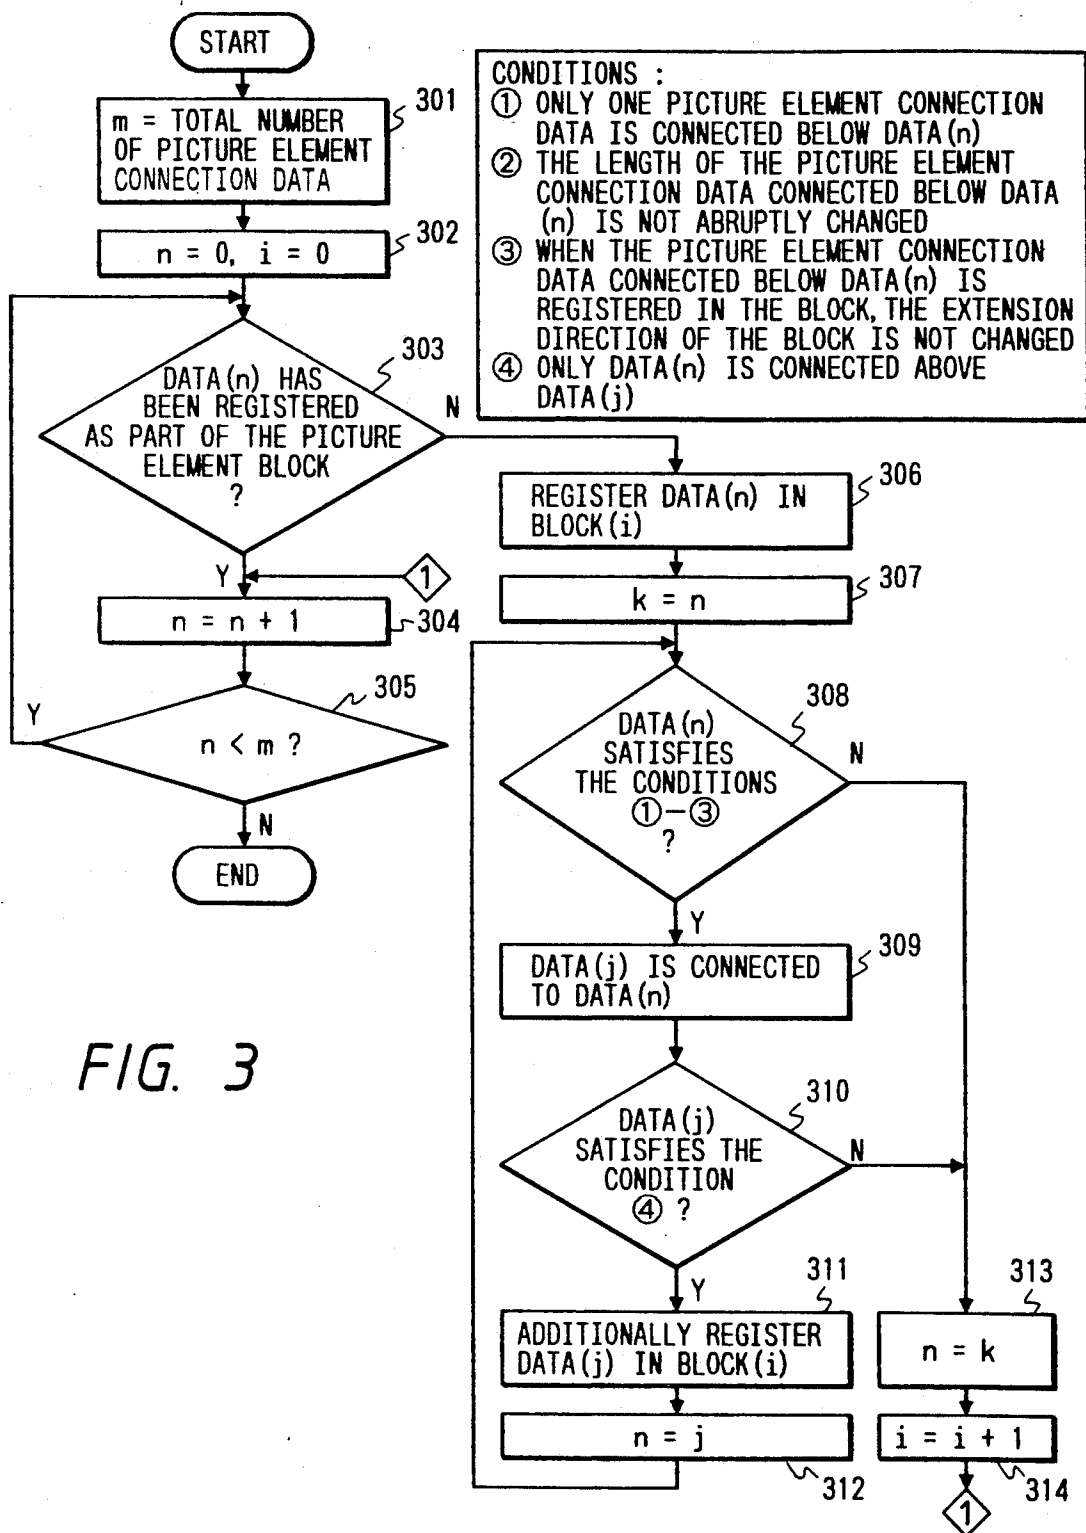 START
301
m = TOTAL NUMBER
OF PICTURE ELEMENT
CONNECTION DATA
302
n = 0, i = 0
CONDITIONS :
① ONLY ONE PICTURE ELEMENT CONNECTION
DATA IS CONNECTED BELOW DATA(n)
② THE LENGTH OF THE PICTURE ELEMENT
CONNECTION DATA CONNECTED BELOW DATA
(n) IS NOT ABRUPTLY CHANGED
③ WHEN THE PICTURE ELEMENT CONNECTION
DATA CONNECTED BELOW DATA(n) IS
REGISTERED IN THE BLOCK, THE EXTENSION
DIRECTION OF THE BLOCK IS NOT CHANGED
④ ONLY DATA(n) IS CONNECTED ABOVE
DATA(j)
303
DATA(n) HAS
BEEN REGISTERED
AS PART OF THE PICTURE
ELEMENT BLOCK
?
N
Y
1
n = n + 1
304
305
Y
n < m ?
N
END
306
REGISTER DATA(n) IN
BLOCK(i)
307
k = n
308
DATA(n)
SATISFIES
THE CONDITIONS
①-③
?
N
Y
309
DATA(j) IS CONNECTED
TO DATA(n)
310
DATA(j)
SATISFIES THE
CONDITION
④ ?
N
Y
311
ADDITIONALLY REGISTER
DATA(j) IN BLOCK(i)
n = j
312
313
n = k
i = i + 1
314
1
FIG. 3